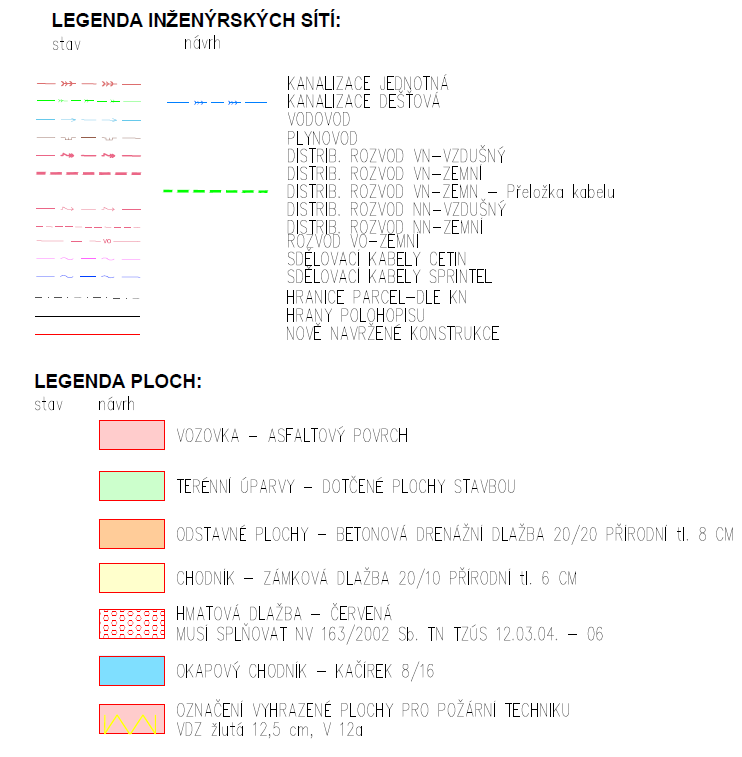 LEGENDA INŽENÝRSKÝCH SÍTÍ:
stav návrh
KANALIZACE JEDNOTNÁ
KANALIZACE DEŠŤOVÁ
VODOVOD
PLYNOVOD
DISTRIB. ROZVOD VN-VZDUŠNÝ
DISTRIB. ROZVOD VN-ZEMNÍ
DISTRIB. ROZVOD VN-ZEMN - Přeložka kabelu
DISTRIB. ROZVOD NN-VZDUŠNÝ
DISTRIB. ROZVOD NN-ZEMNÍ
VO ROZVOD VO-ZEMNÍ
SDĚLOVACÍ KABELY CETIN
SDĚLOVACÍ KABELY SPRINTEL
HRANICE PARCEL-DLE KN
HRANY POLOHOPISU
NOVĚ NAVRŽENÉ KONSTRUKCE
LEGENDA PLOCH:
stav návrh
VOZOVKA - ASFALTOVÝ POVRCH
TERÉNNÍ ÚPARVY - DOTČENÉ PLOCHY STAVBOU
ODSTAVNÉ PLOCHY - BETONOVÁ DRENÁŽNÍ DLAŽBA 20/20 PŘÍRODNÍ tl. 8 CM
CHODNÍK - ZÁMKOVÁ DLAŽBA 20/10 PŘÍRODNÍ tl. 6 CM
HMATOVÁ DLAŽBA - ČERVENÁ
MUSÍ SPLŇOVAT NV 163/2002 Sb. TN TZÚS 12.03.04. - 06
OKAPOVÝ CHODNÍK - KAČÍREK 8/16
OZNAČENÍ VYHRAZENÉ PLOCHY PRO POŽÁRNÍ TECHNIKU
VDZ žlutá 12,5 cm, V 12a